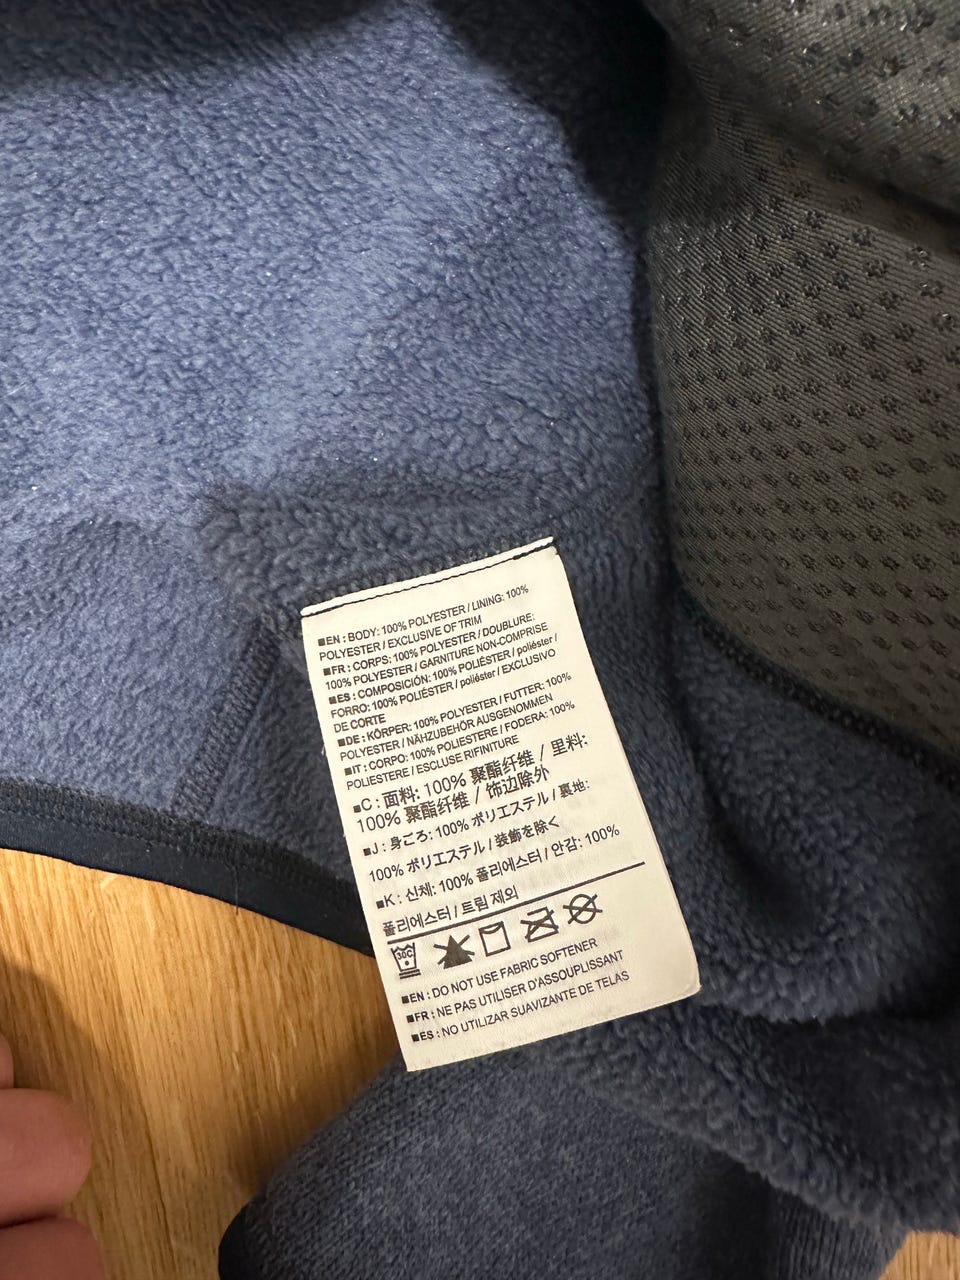 ■EN : BODY: 100% POLYESTER / LINING: 100%
POLYESTER / EXCLUSIVE OF TRIM
■FR : CORPS: 100% POLYESTER / DOUBLURE:
100% POLYESTER / GARNITURE NON-COMPRISE
■ES : COMPOSICIÓN: 100% POLIÉSTER / poliéster /
FORRO: 100% POLIÉSTER / poliéster / EXCLUSIVO
DE CORTE
■DE : KÖRPER: 100% POLYESTER / FUTTER: 100%
POLYESTER / NÄHZUBEHÖR AUSGENOMMEN
■IT : CORPO: 100% POLIESTERE / FODERA: 100%
POLIESTERE / ESCLUSE RIFINITURE
■C : 面料: 100% 聚酯纤维 / 里料:
100% 聚酯纤维 / 饰边除外
■J : 身ごろ: 100% ポリエステル / 裏地:
100% ポリエステル / 装飾を除く
■K : 신체: 100% 폴리에스터 / 안감: 100%
폴리에스터 / 트림 제외
30C
■EN : DO NOT USE FABRIC SOFTENER
■FR : NE PAS UTILISER D'ASSOUPLISSANT
■ES : NO UTILIZAR SUAVIZANTE DE TELAS